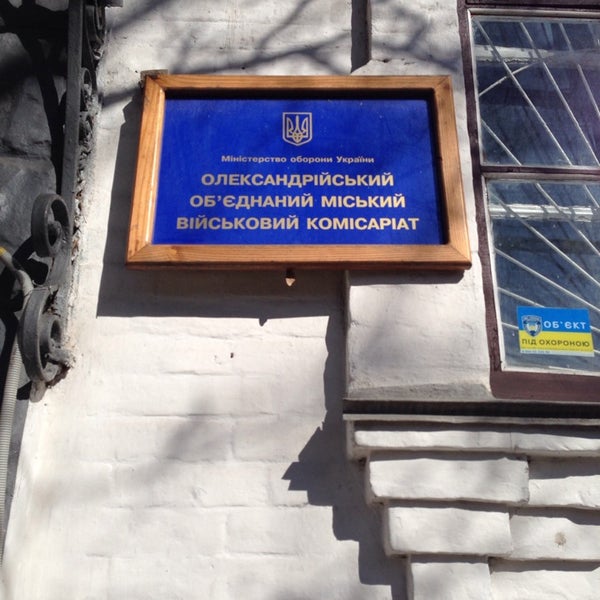 Міністерство оборони України
ОЛЕКСАНДРІЙСЬКИЙ
ОБ'ЄДНАНИЙ МІСЬКИЙ
ВІЙСЬКОВИЙ КОМІСАРІАТ
ОБ'ЄКТ
ПІД ОХОРОНОЮ